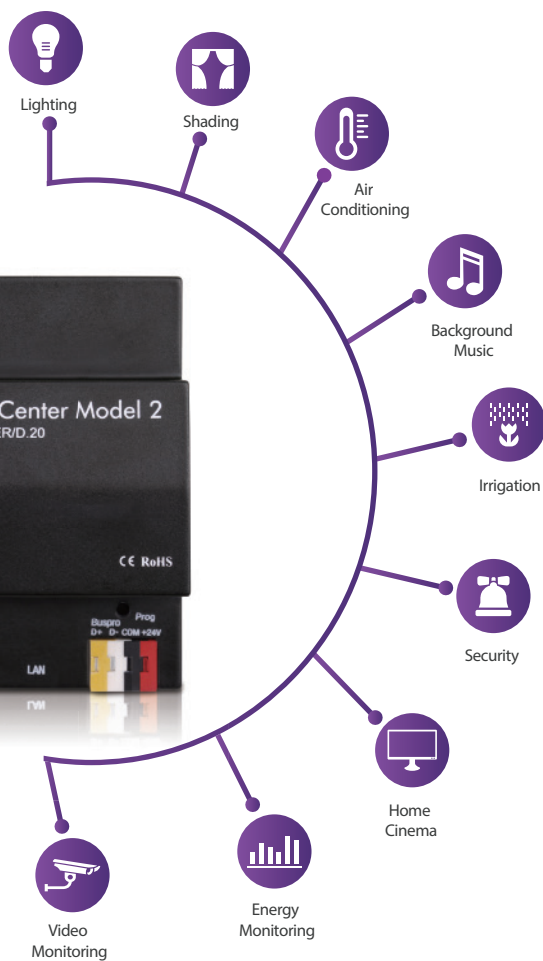 Lighting
Shading
Air
Conditioning
Background
Music
Center Model 2
ER/D.20
Irrigation
CE RoHS
Buspro Prog
D+ D- COM +24V
LAN
Security
Home
Cinema
Energy
Monitoring
Video
Monitoring